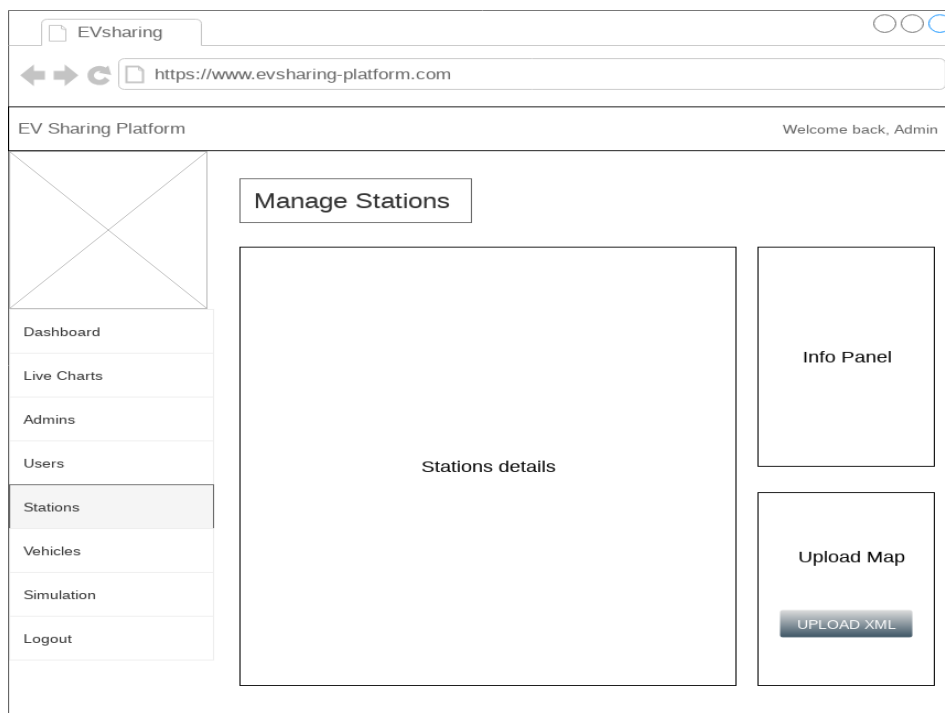 EVsharing
https://www.evsharing-platform.com
EV Sharing Platform
Welcome back, Admin
Manage Stations
Dashboard
Live Charts
Admins
Users
Stations
Vehicles
Simulation
Logout
Stations details
Info Panel
Upload Map
UPLOAD XML